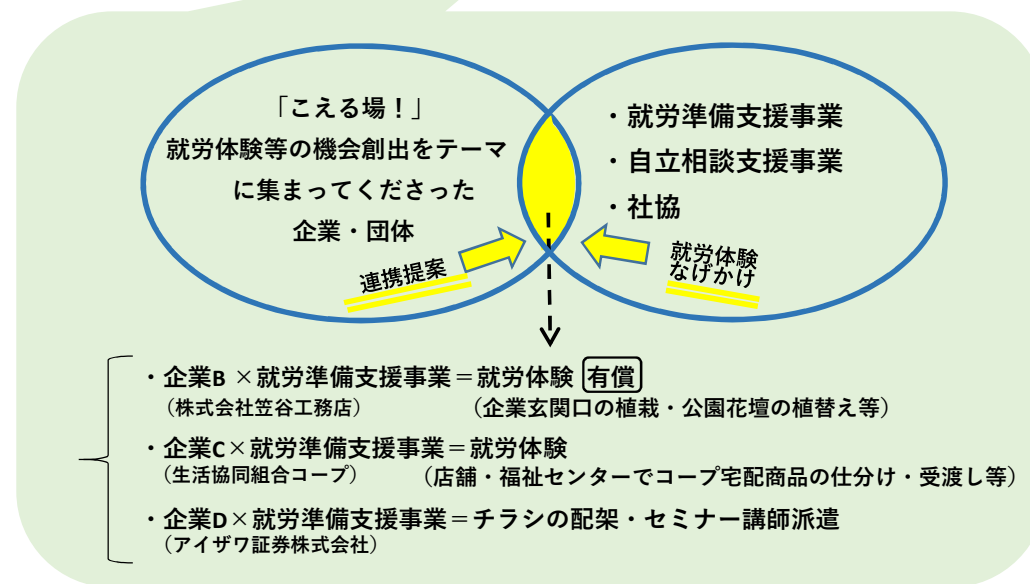 「こえる場！」
就労体験等の機会創出をテーマ
に集まってくださった
企業・団体
連携提案
・就労準備支援事業
・自立相談支援事業
・社協
就労体験
なげかけ
・企業B ×就労準備支援事業＝就労体験 有償
（株式会社笠谷工務店） （企業玄関口の植栽・公園花壇の植替え等）
・企業C×就労準備支援事業＝就労体験
（生活協同組合コープ） （店舗・福祉センターでコープ宅配商品の仕分け・受渡し等）
・企業D×就労準備支援事業＝チラシの配架・セミナー講師派遣
（アイザワ証券株式会社）